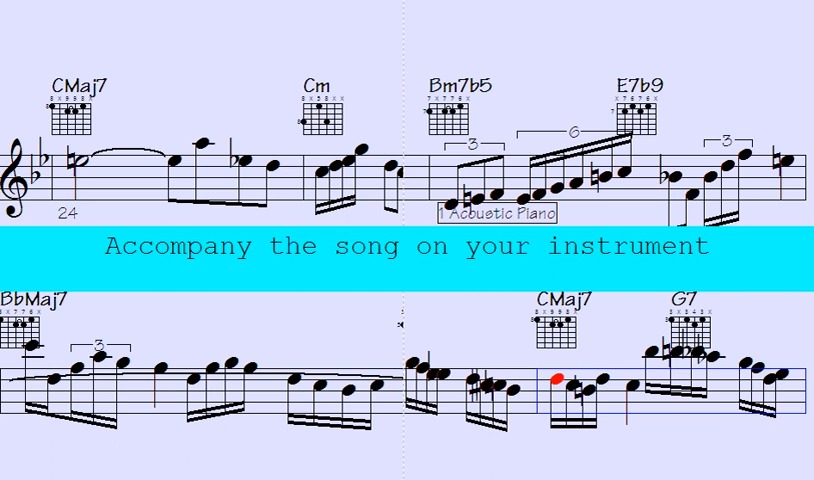 CMaj7 Cm Bm7b5 E7b9
3 6 3
24 1 Acoustic Piano
Accompany the song on your instrument
BbMaj7 CMaj7 G7
3